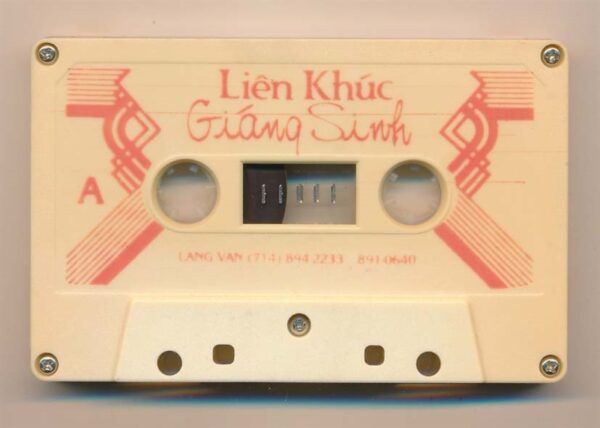 Liên Khúc
Giáng Sinh
A
LANG VAN (714) 894-2233 891-0640